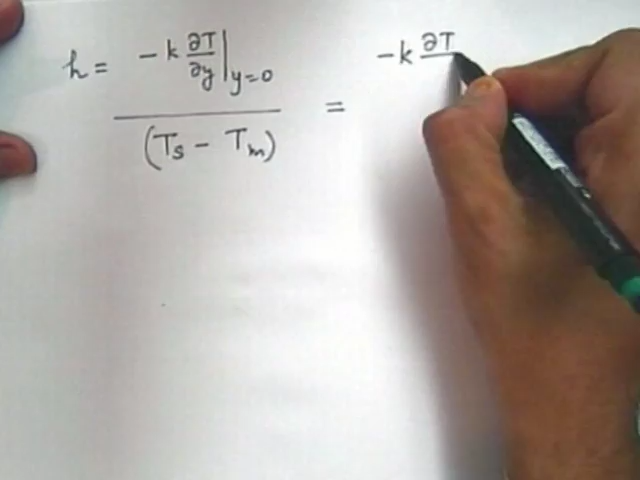 h = -k ∂T/∂y|y=0 / (Ts - Tm) = -k ∂T